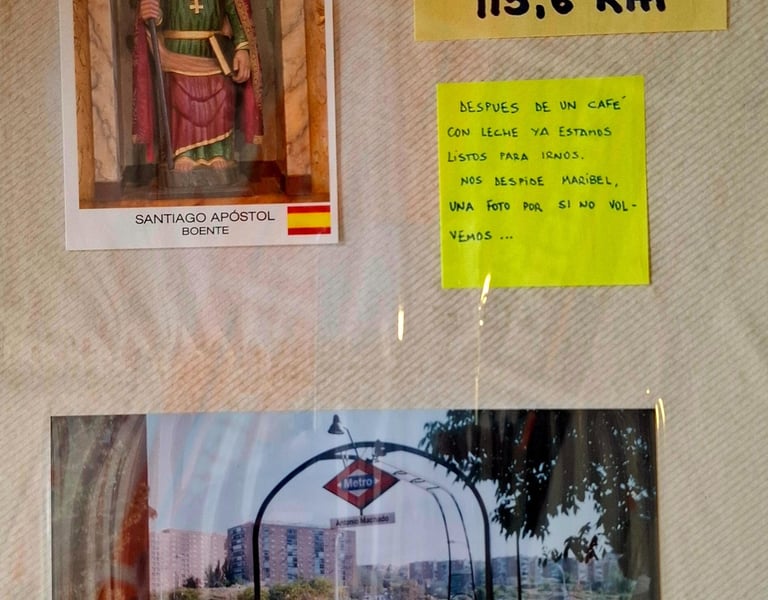 115,6 KM
SANTIAGO APÓSTOL
BOENTE
DESPUES DE UN CAFÉ
CON LECHE YA ESTAMOS
LISTOS PARA IRNOS.
NOS DESPIDE MARIBEL,
UNA FOTO POR SI NO VOL-
VEMOS ...
Metro
Antonio Machado